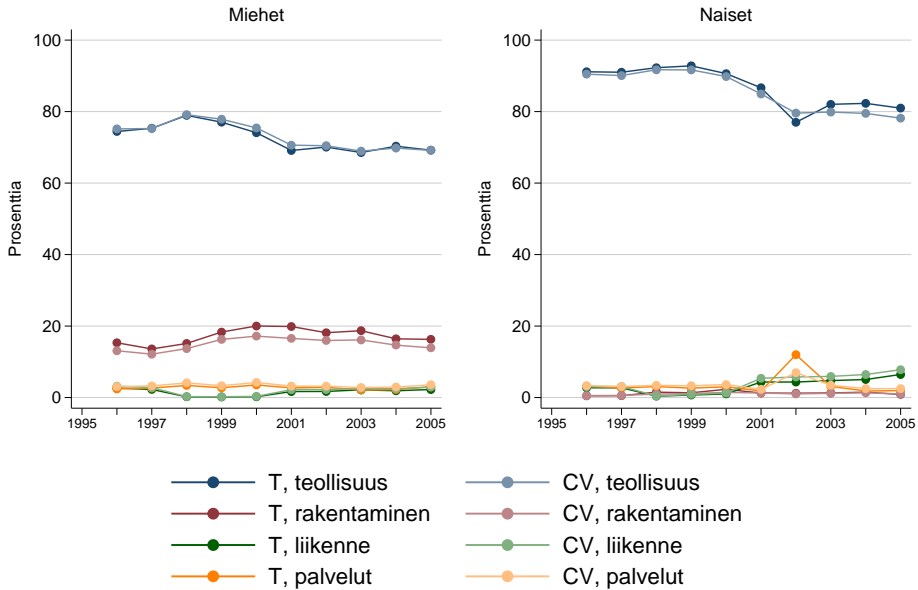 Miehet
Naiset
Prosenttia
100
80
60
40
20
0
1995 1997 1999 2001 2003 2005
Prosenttia
100
80
60
40
20
0
1995 1997 1999 2001 2003 2005
T, teollisuus
CV, teollisuus
T, rakentaminen
CV, rakentaminen
T, liikenne
CV, liikenne
T, palvelut
CV, palvelut